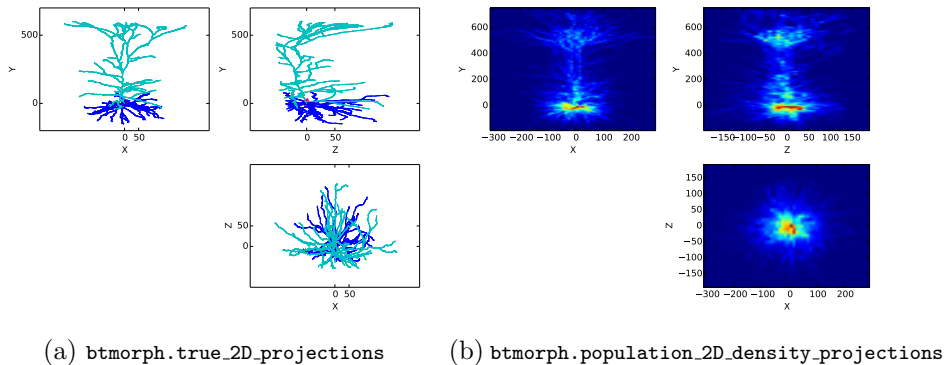 500
0
Y
0 50
X
500
0
Y
0 50
Z
50
0
Z
0 50
X
600
400
200
0
Y
−300 −200 −100 0 100 200
X
600
400
200
0
Y
−150 −100 −50 0 50 100 150
Z
150
100
50
0
−50
−100
−150
Z
−300 −200 −100 0 100 200
X
(a) btmorph.true_2D_projections
(b) btmorph.population_2D_density_projections